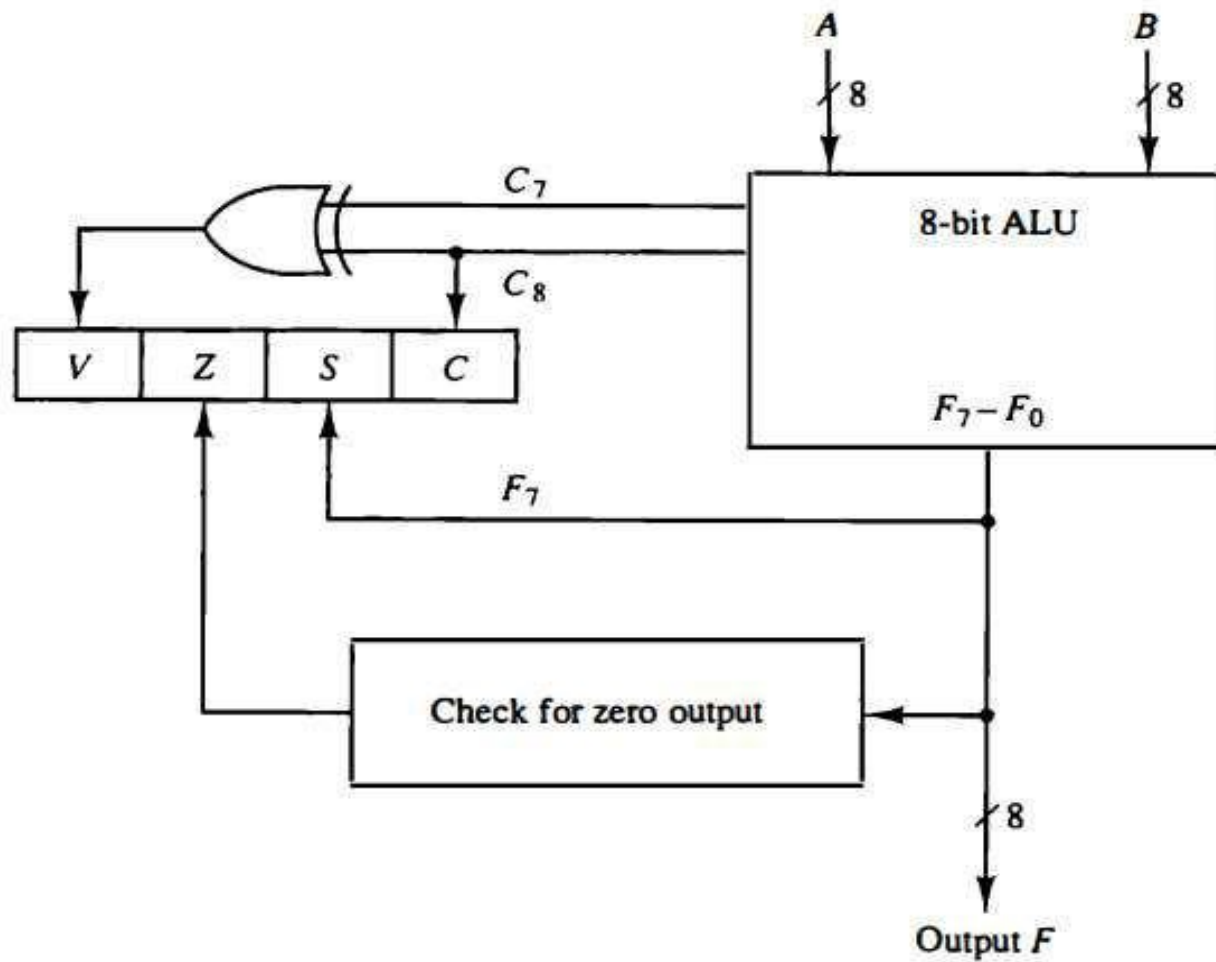 A
B
8
8
C₇
8-bit ALU
C₈
V
Z
S
C
F₇ – F₀
F₇
Check for zero output
8
Output F